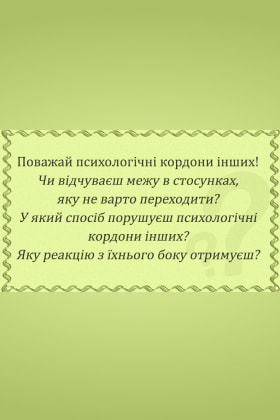 Поважай психологічні кордони інших!
Чи відчуваєш межу в стосунках,
яку не варто переходити?
У який спосіб порушуєш психологічні
кордони інших?
Яку реакцію з їхнього боку отримуєш?